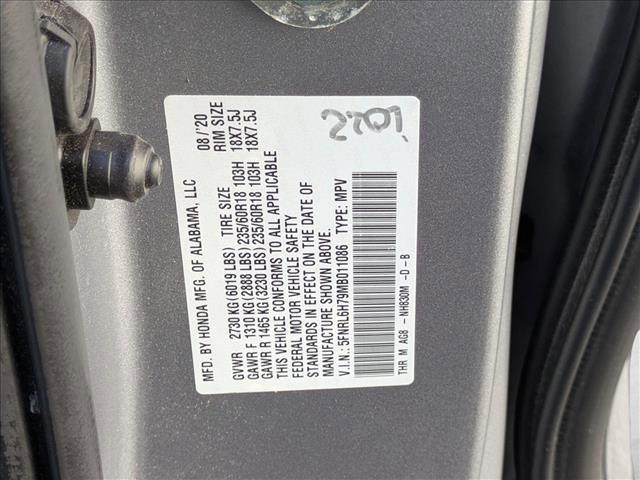 MFD. BY HONDA MFG. OF ALABAMA, LLC 08/'20
TIRE SIZE RIM SIZE
GVWR 2730 KG(6019 LBS)
GAWR F 1310 KG(2888 LBS)235/60R18 103H 18X7.5J
GAWR R 1465 KG(3230 LBS)235/60R18 103H 18X7.5J
THIS VEHICLE CONFORMS TO ALL APPLICABLE
FEDERAL MOTOR VEHICLE SAFETY
STANDARDS IN EFFECT ON THE DATE OF
MANUFACTURE SHOWN ABOVE.
V.I.N.: 5FNRL6H79MB011086 TYPE: MPV
THR M AG8 - NH830M -D-B
2707